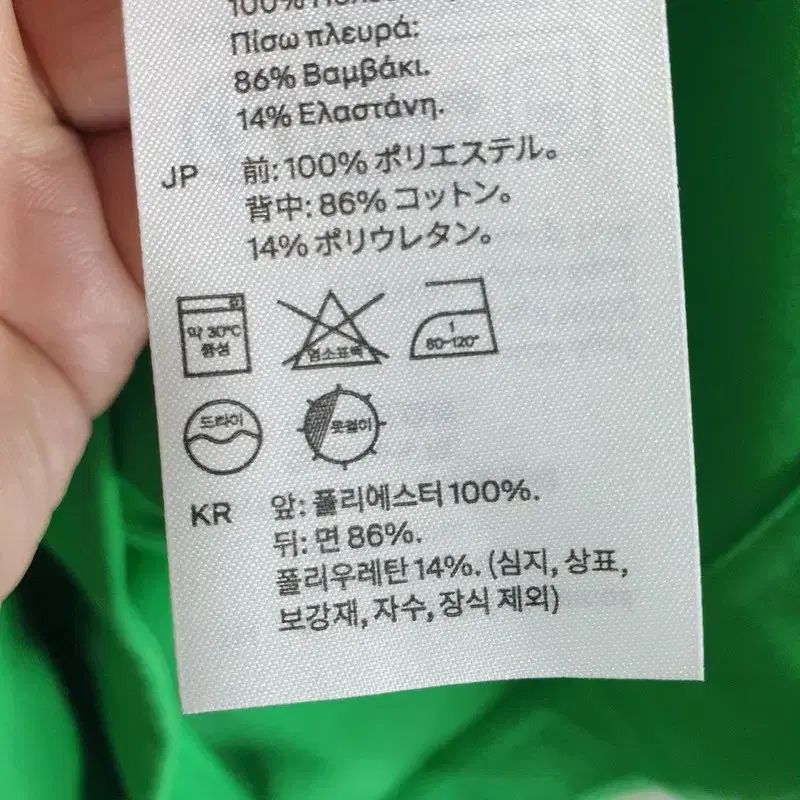 100%
Πίσω πλευρά:
86% Βαμβάκι.
14% Ελαστάνη.
JP 前: 100% ポリエステル。
背中: 86% コットン。
14% ポリウレタン。
약 30°C
중성
염소표백
1
80~120°
드라이
옷걸이
KR 앞: 폴리에스터 100%.
뒤: 면 86%.
폴리우레탄 14%. (심지, 상표,
보강재, 자수, 장식 제외)